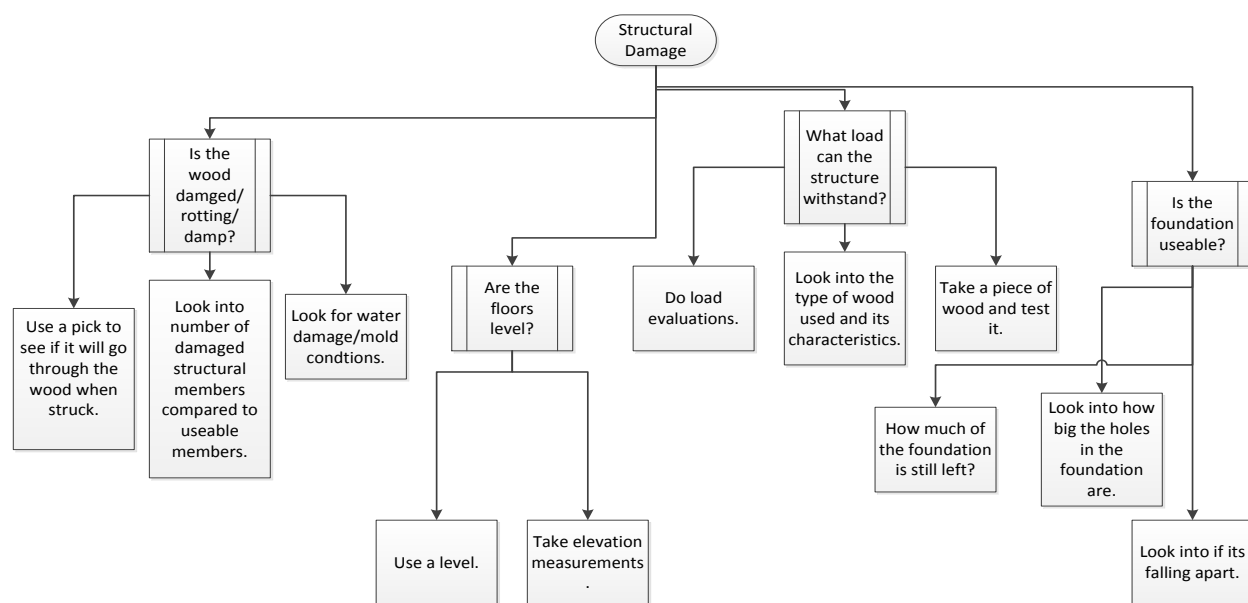 Structural
Damage
Is the
wood
damged/
rotting/
damp?
Use a pick to
see if it will go
through the
wood when
struck.
Look into
number of
damaged
structural
members
compared to
useable
members.
Look for water
damage/mold
condtions.
Are the
floors
level?
Use a level.
Take elevation
measurements
.
What load
can the
structure
withstand?
Do load
evaluations.
Look into the
type of wood
used and its
characteristics.
Take a piece of
wood and test
it.
Is the
foundation
useable?
How much of
the foundation
is still left?
Look into how
big the holes
in the
foundation
are.
Look into if its
falling apart.